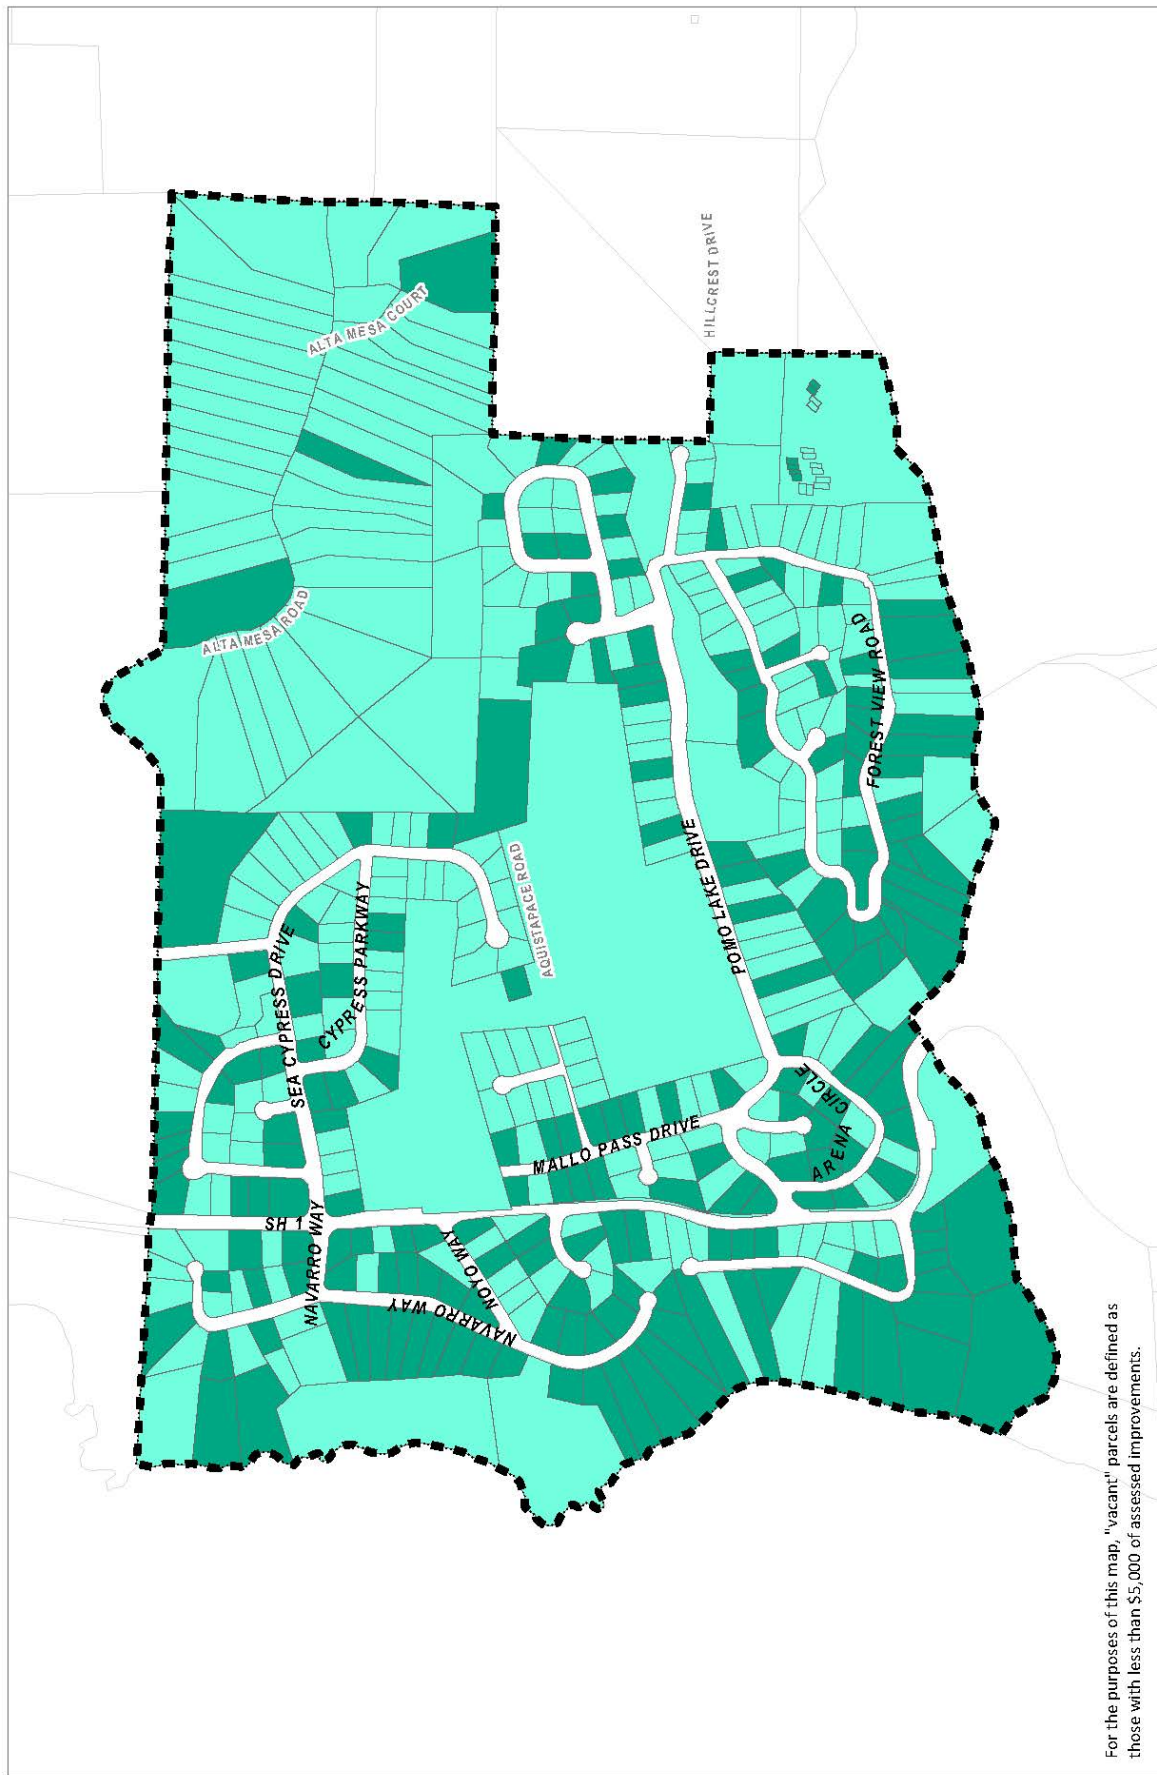 ALTA MESA COURT
HILLCREST DRIVE
ALTA MESA ROAD
FOREST VIEW ROAD
POMO LAKE DRIVE
AQUISTAPACE ROAD
CYPRESS PARKWAY
SEA CYPRESS DRIVE
ARENA CIRCLE
MALLO PASS DRIVE
SH 1
NAVARRO WAY
NOYO WAY
NAVARRO WAY
NAVARRO WAY
For the purposes of this map, "vacant" parcels are defined as
those with less than $5,000 of assessed improvements.